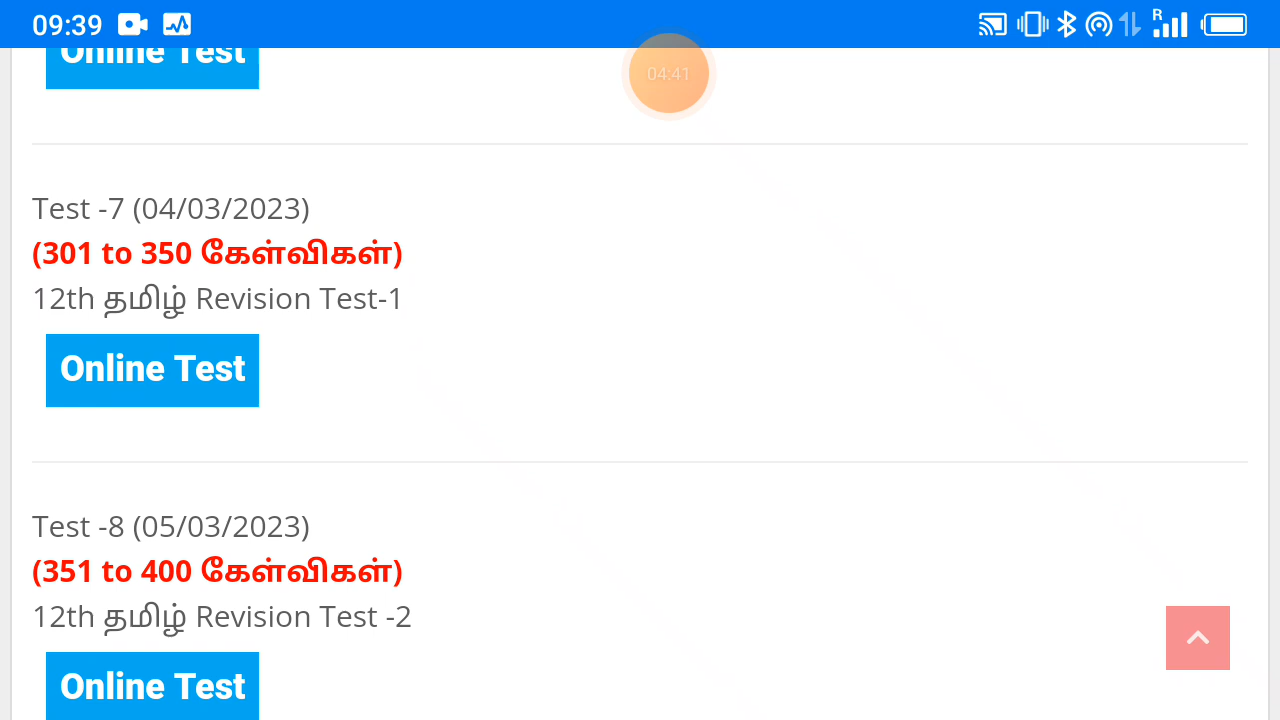 09:39
R
Online Test
04:41
Test -7 (04/03/2023)
(301 to 350 கேள்விகள்)
12th தமிழ் Revision Test-1
Online Test
Test -8 (05/03/2023)
(351 to 400 கேள்விகள்)
12th தமிழ் Revision Test -2
Online Test